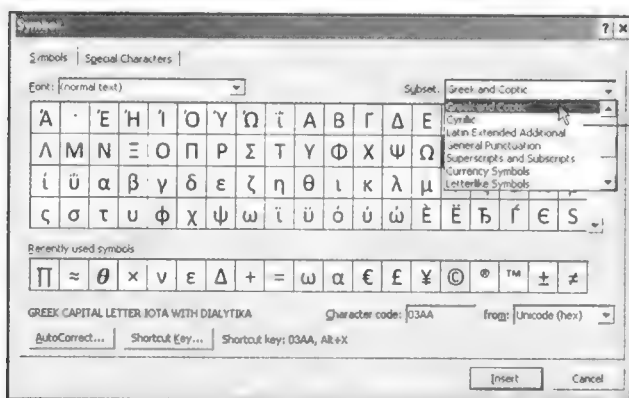 Symbols Special Characters
Font: (normal text) Subset: Greek and Coptic
Greek and Coptic
Cyrillic
Latin Extended Additional
General Punctuation
Superscripts and Subscripts
Currency Symbols
Letterlike Symbols
Ά · Έ Ή Ί Ό Ύ Ώ ΐ Α Β Γ Δ Ε
Λ Μ Ν Ξ Ο Π Ρ Σ Τ Υ Φ Χ Ψ Ω
ί ΰ α β γ δ ε ζ η θ ι κ λ μ
ς σ τ υ φ χ ψ ω ϊ ϋ ό ύ ώ Ѐ Ё Ђ Ѓ Є Ѕ
Recently used symbols
∏ ≈ θ × ν ε Δ + = ω α € £ ¥ © ® ™ ± ≠
GREEK CAPITAL LETTER IOTA WITH DIALYTIKA Character code: 03AA from: Unicode (hex)
AutoCorrect... Shortcut Key... Shortcut key: 03AA, Alt+X
Insert Cancel